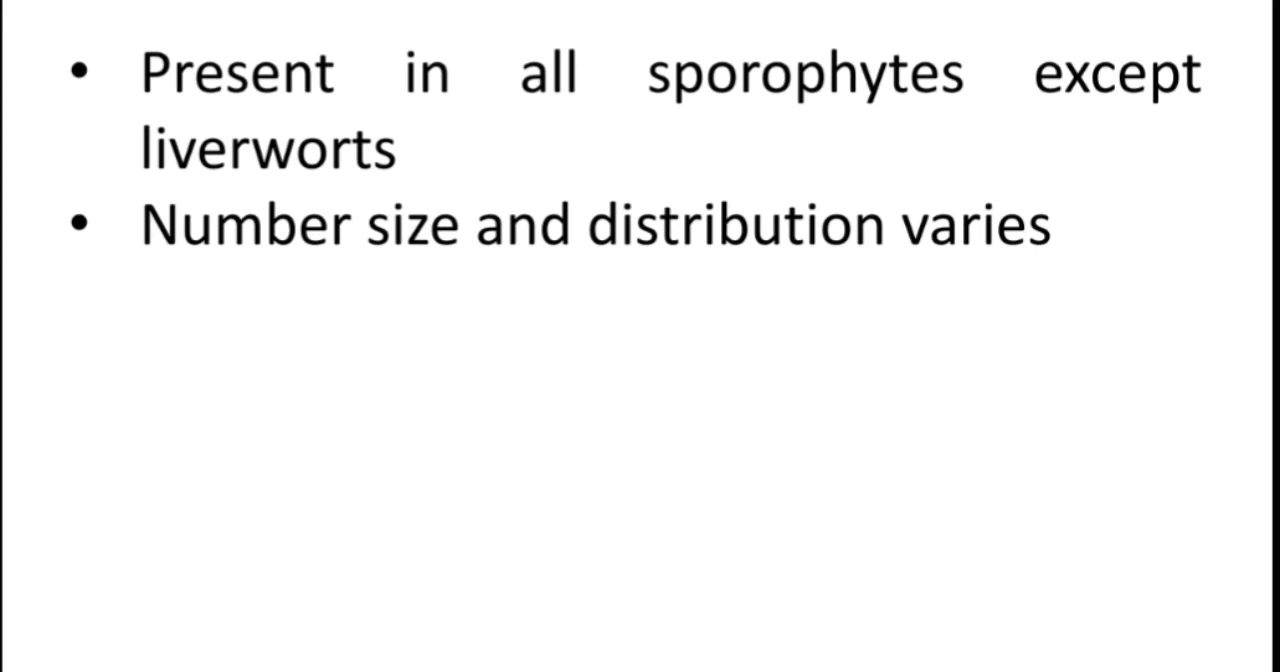 • Present in all sporophytes except
liverworts
• Number size and distribution varies